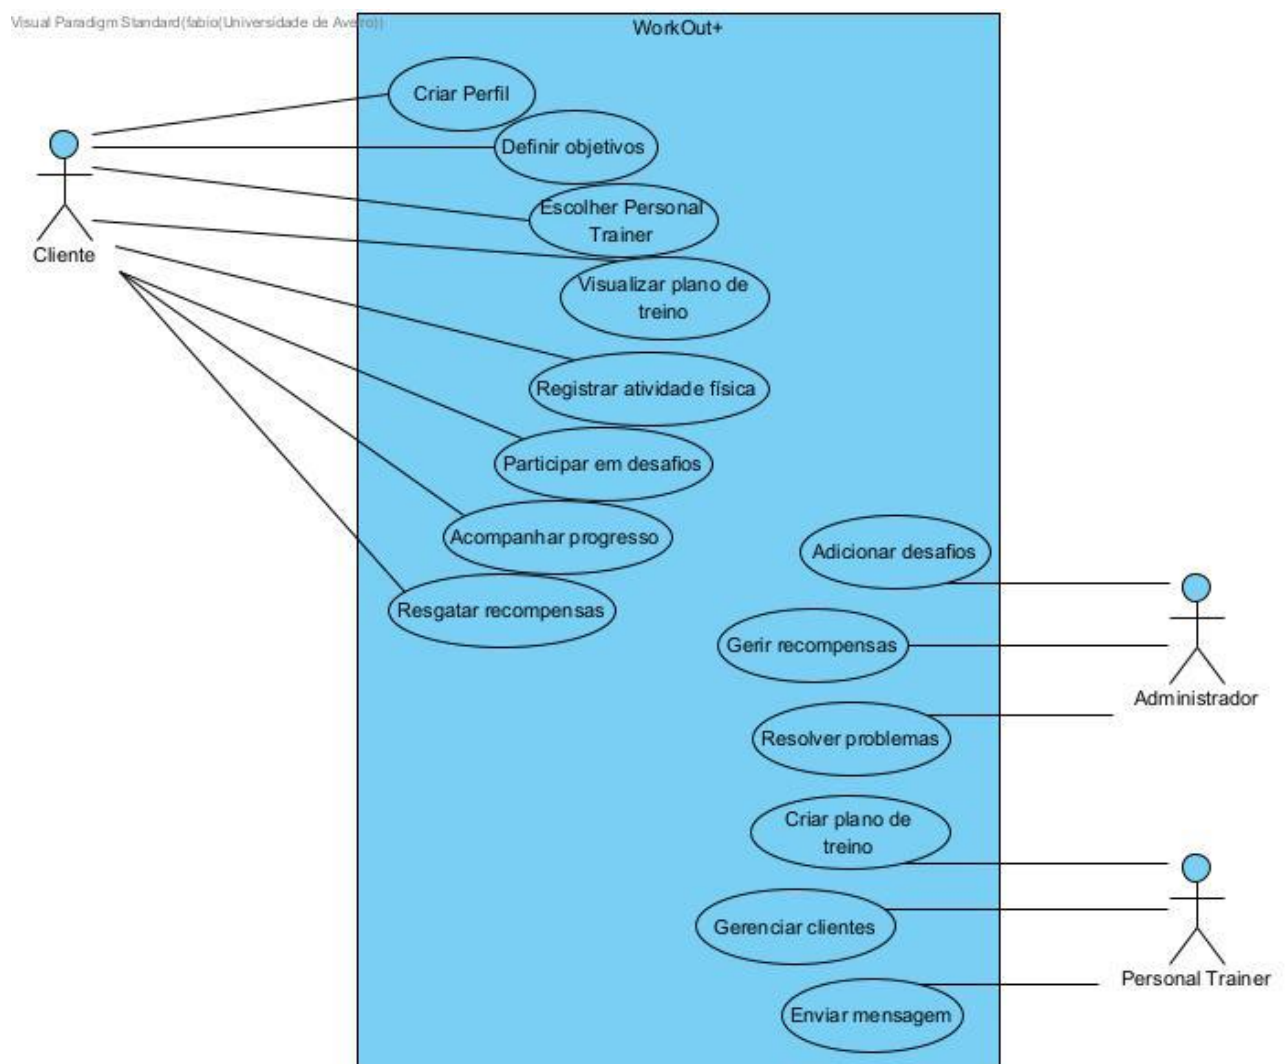 Visual Paradigm Standard(fabio(Universidade de Aveiro))
WorkOut+
Criar Perfil
Definir objetivos
Escolher Personal
Trainer
Cliente
Visualizar plano de
treino
Registrar atividade física
Participar em desafios
Acompanhar progresso
Adicionar desafios
Resgatar recompensas
Gerir recompensas
Administrador
Resolver problemas
Criar plano de
treino
Gerenciar clientes
Personal Trainer
Enviar mensagem